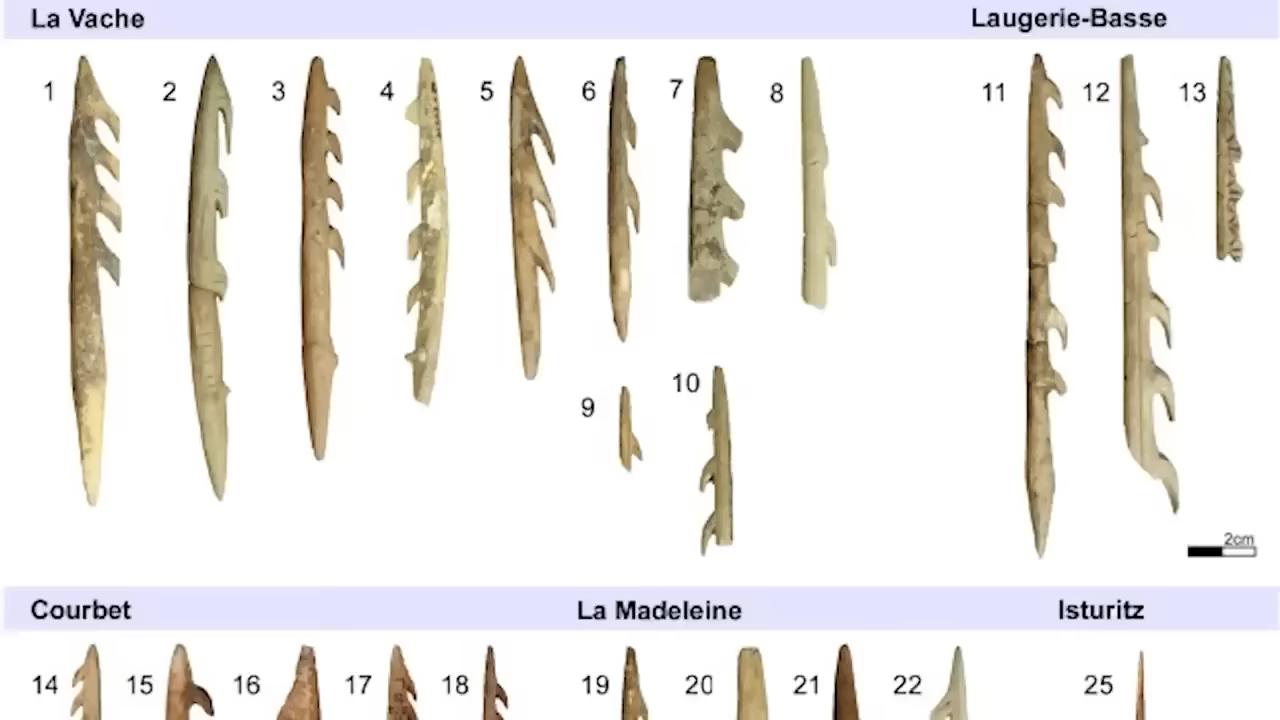 La Vache Laugerie-Basse
1 2 3 4 5 6 7 8 11 12 13
9 10
2cm
Courbet La Madeleine Isturitz
14 15 16 17 18 19 20 21 22 25